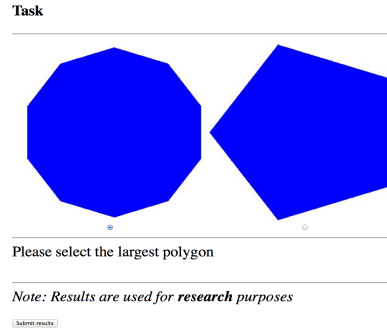 Task
Please select the largest polygon
Note: Results are used for research purposes
Submit results